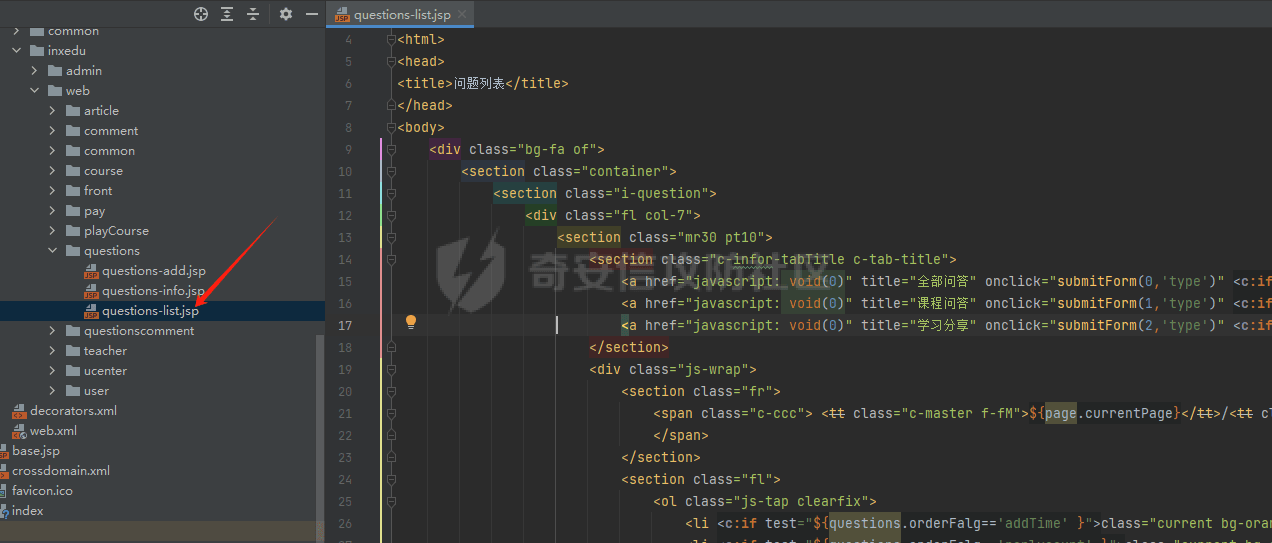 questions-list.jsp
common
inxedu
admin
web
article
comment
common
course
front
pay
playCourse
questions
questions-add.jsp
questions-info.jsp
questions-list.jsp
questionscomment
teacher
ucenter
user
decorators.xml
web.xml
base.jsp
crossdomain.xml
favicon.ico
index
4 <html>
5 <head>
6 <title>问题列表</title>
7 </head>
8 <body>
9 <div class="bg-fa of">
10 <section class="container">
11 <section class="i-question">
12 <div class="fl col-7">
13 <section class="mr30 pt10">
14 <section class="c-infor-tabTitle c-tab-title">
15 <a href="javascript: void(0)" title="全部问答" onclick="submitForm(0,'type')" <c:if
16 <a href="javascript: void(0)" title="课程问答" onclick="submitForm(1,'type')" <c:if
17 <a href="javascript: void(0)" title="学习分享" onclick="submitForm(2,'type')" <c:if
18 </section>
19 <div class="js-wrap">
20 <section class="fr">
21 <span class="c-ccc"> <tt class="c-master f-fM">${page.currentPage}</tt>/<tt cl
22 </span>
23 </section>
24 <section class="fl">
25 <ol class="js-tap clearfix">
26 <li <c:if test="${questions.orderFalg=='addTime' }">class="current bg-oran
奇安信攻防社区